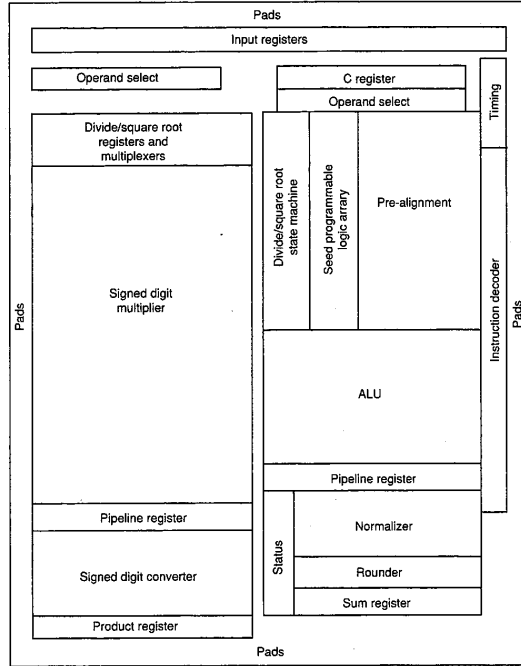 Pads
Input registers
Operand select
C register
Operand select
Timing
Divide/square root
registers and
multiplexers
Divide/square root
state machine
Seed programmable
logic arrary
Pre-alignment
Instruction decoder
Signed digit
multiplier
Pads
Pads
ALU
Pipeline register
Pipeline register
Status
Normalizer
Signed digit converter
Rounder
Sum register
Product register
Pads